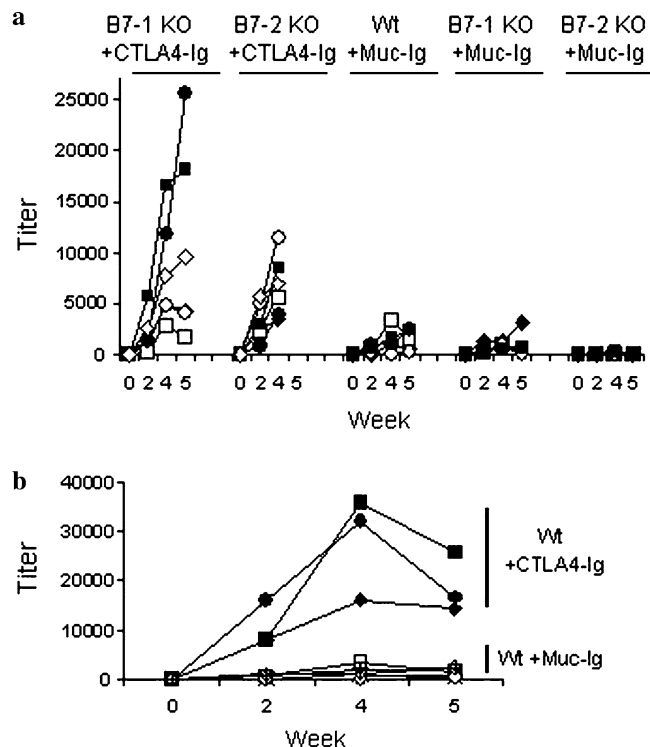 a
B7-1 KO +CTLA4-Ig
B7-2 KO +CTLA4-Ig
Wt +Muc-Ig
B7-1 KO +Muc-Ig
B7-2 KO +Muc-Ig
25000
20000
15000
10000
5000
0
Titer
0 2 4 5 0 2 4 5 0 2 4 5 0 2 4 5 0 2 4 5
Week
b
40000
30000
20000
10000
0
Titer
Wt +CTLA4-Ig
Wt +Muc-Ig
0 2 4 5
Week